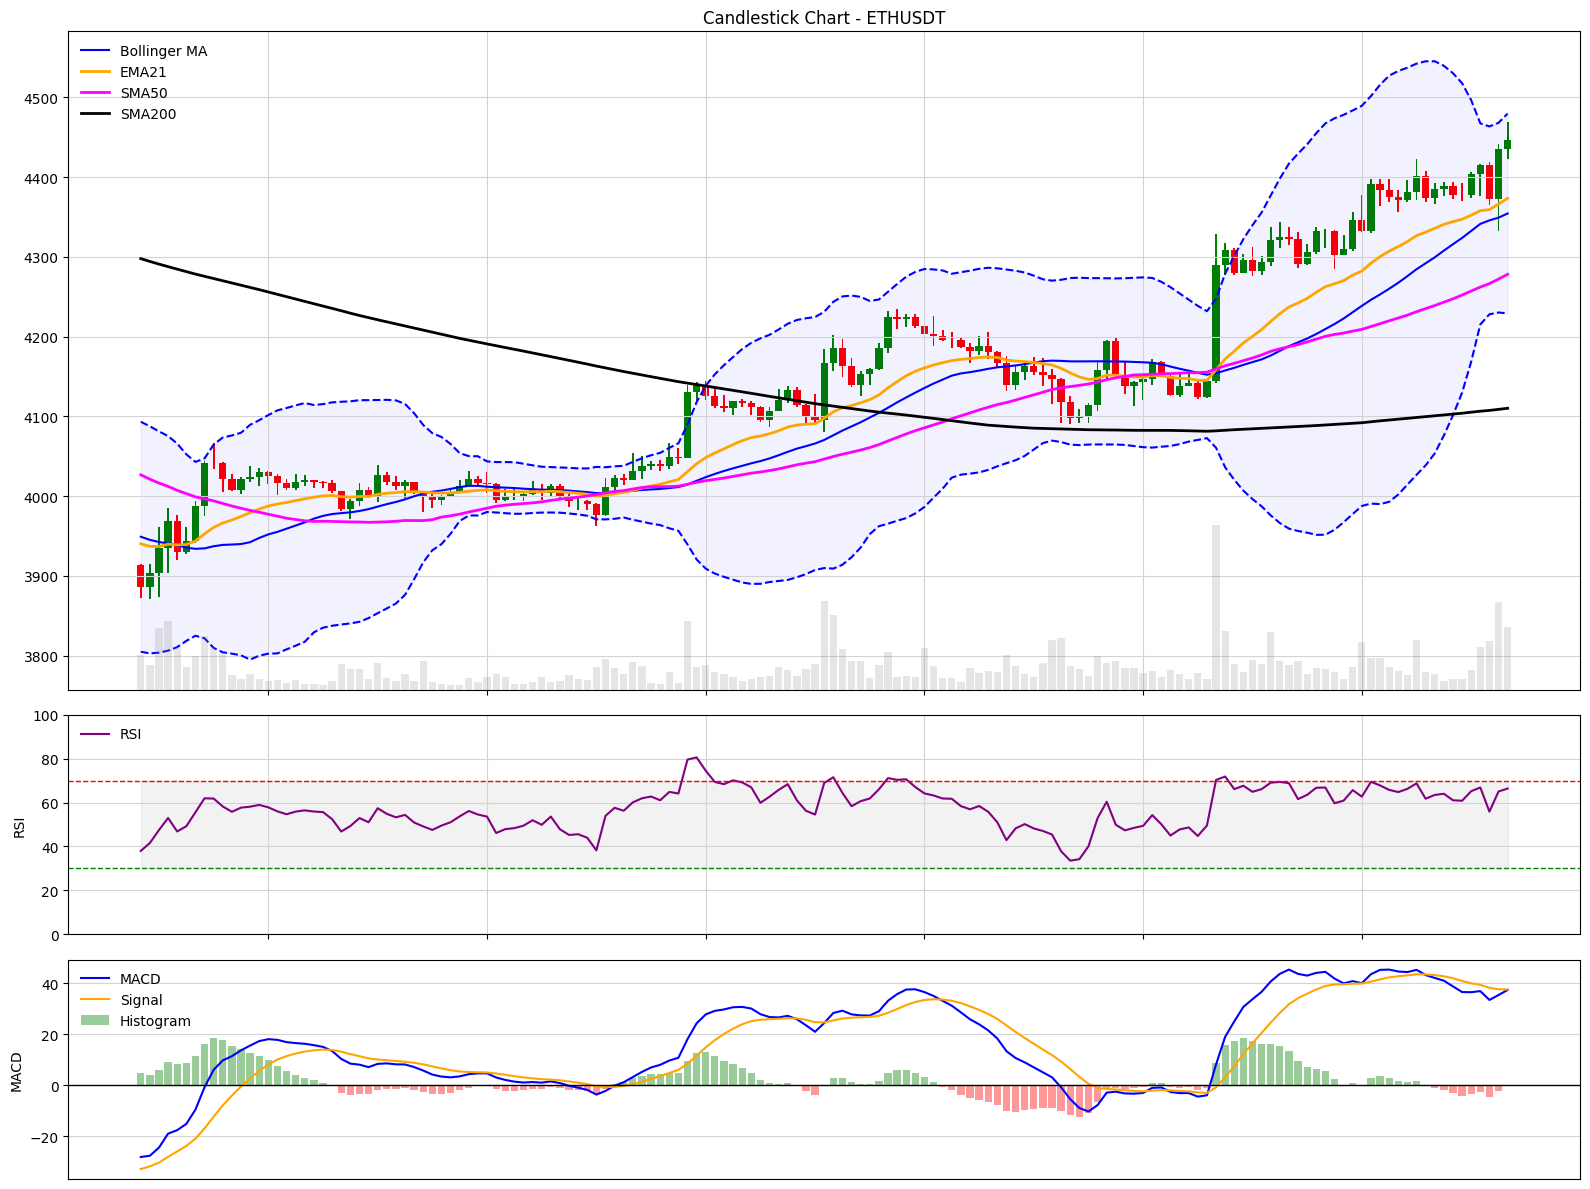 Candlestick Chart - ETHUSDT
Bollinger MA
EMA21
SMA50
SMA200
4500
4400
4300
4200
4100
4000
3900
3800
RSI
100
80
60
40
20
0
RSI
MACD
Signal
Histogram
40
20
0
−20
MACD